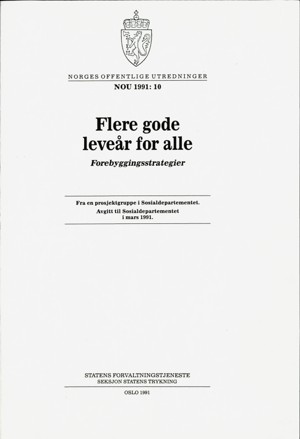 NORGES OFFENTLIGE UTREDNINGER
NOU 1991: 10
Flere gode
leveår for alle
Forebyggingsstrategier
Fra en prosjektgruppe i Sosialdepartementet.
Avgitt til Sosialdepartementet
i mars 1991.
STATENS FORVALTNINGSTJENESTE
SEKSJON STATENS TRYKNING
OSLO 1991